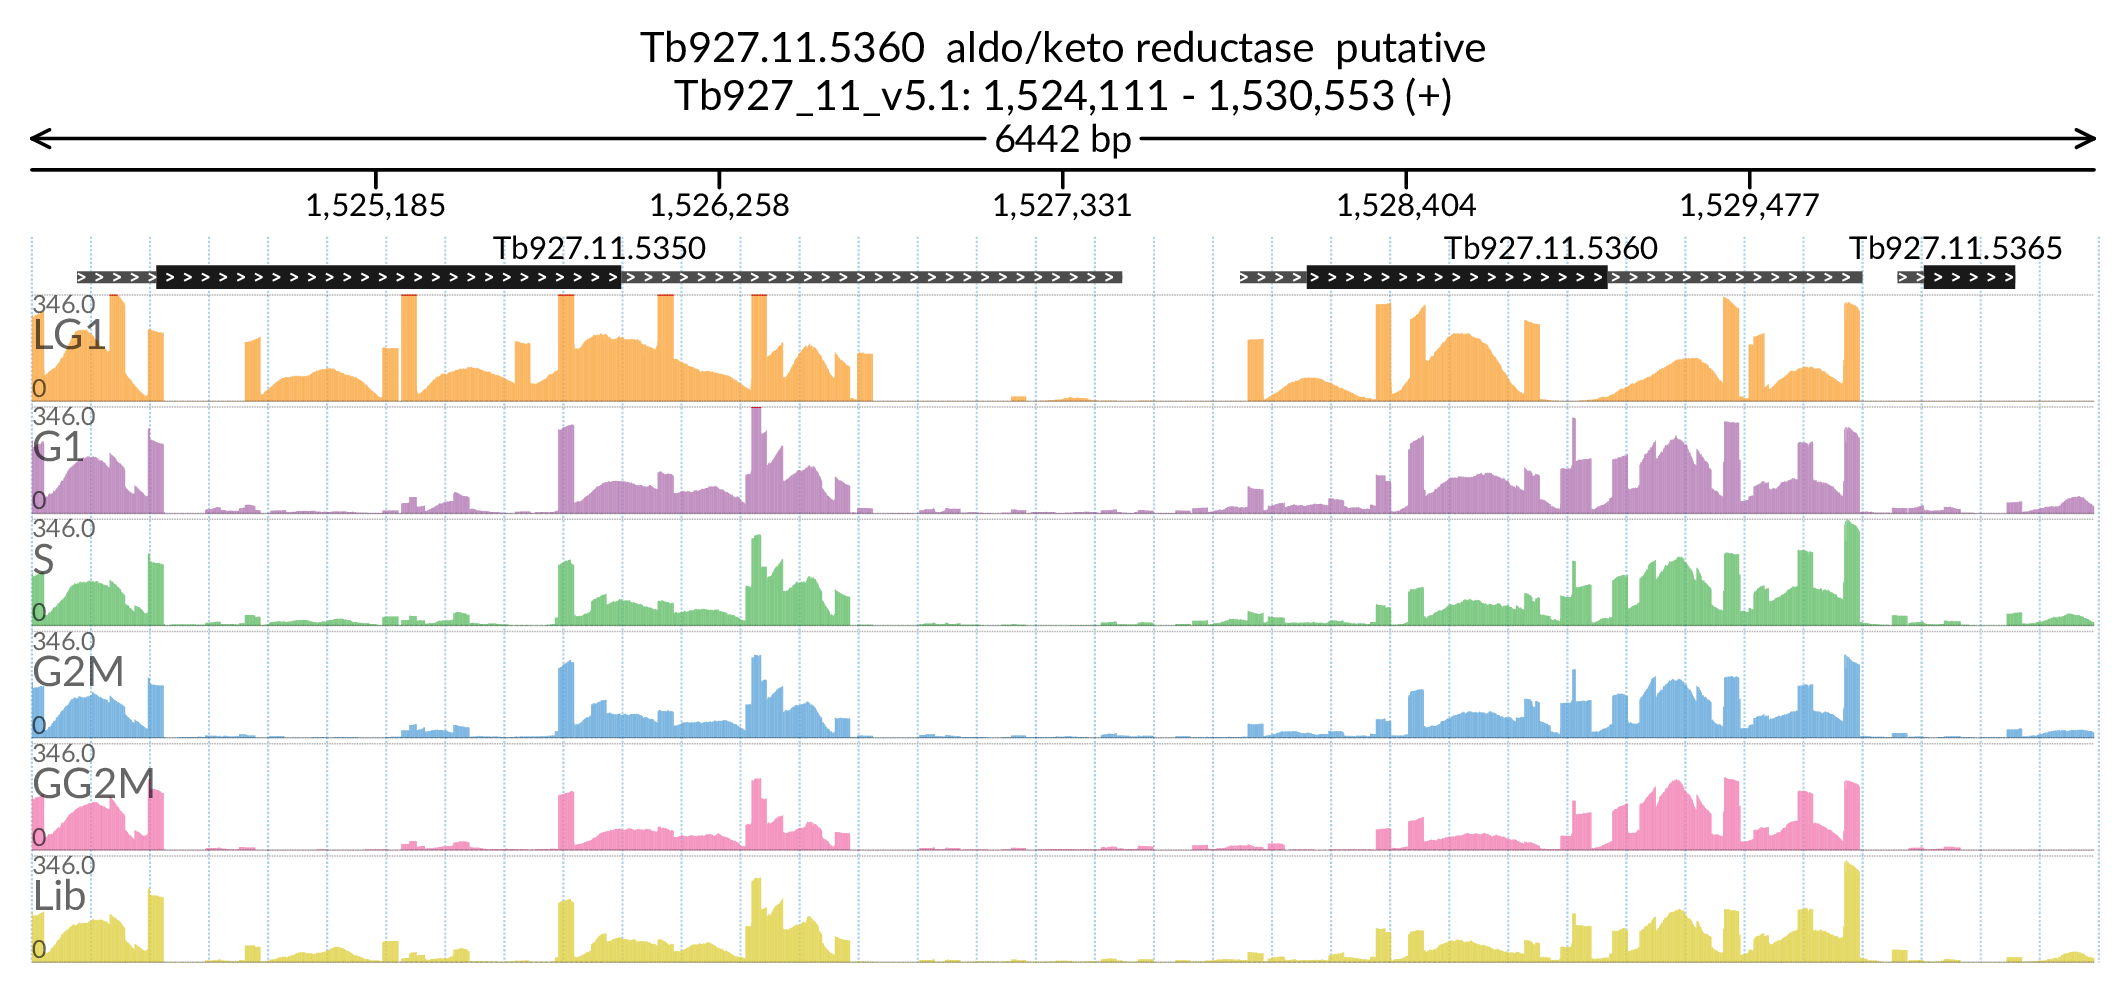 Tb927.11.5360 aldo/keto reductase putative
Tb927_11_v5.1: 1,524,111 - 1,530,553 (+)
6442 bp
1,525,185 1,526,258 1,527,331 1,528,404 1,529,477
Tb927.11.5350 Tb927.11.5360 Tb927.11.5365
346.0
LG1
0
346.0
G1
0
346.0
S
0
346.0
G2M
0
346.0
GG2M
0
346.0
Lib
0